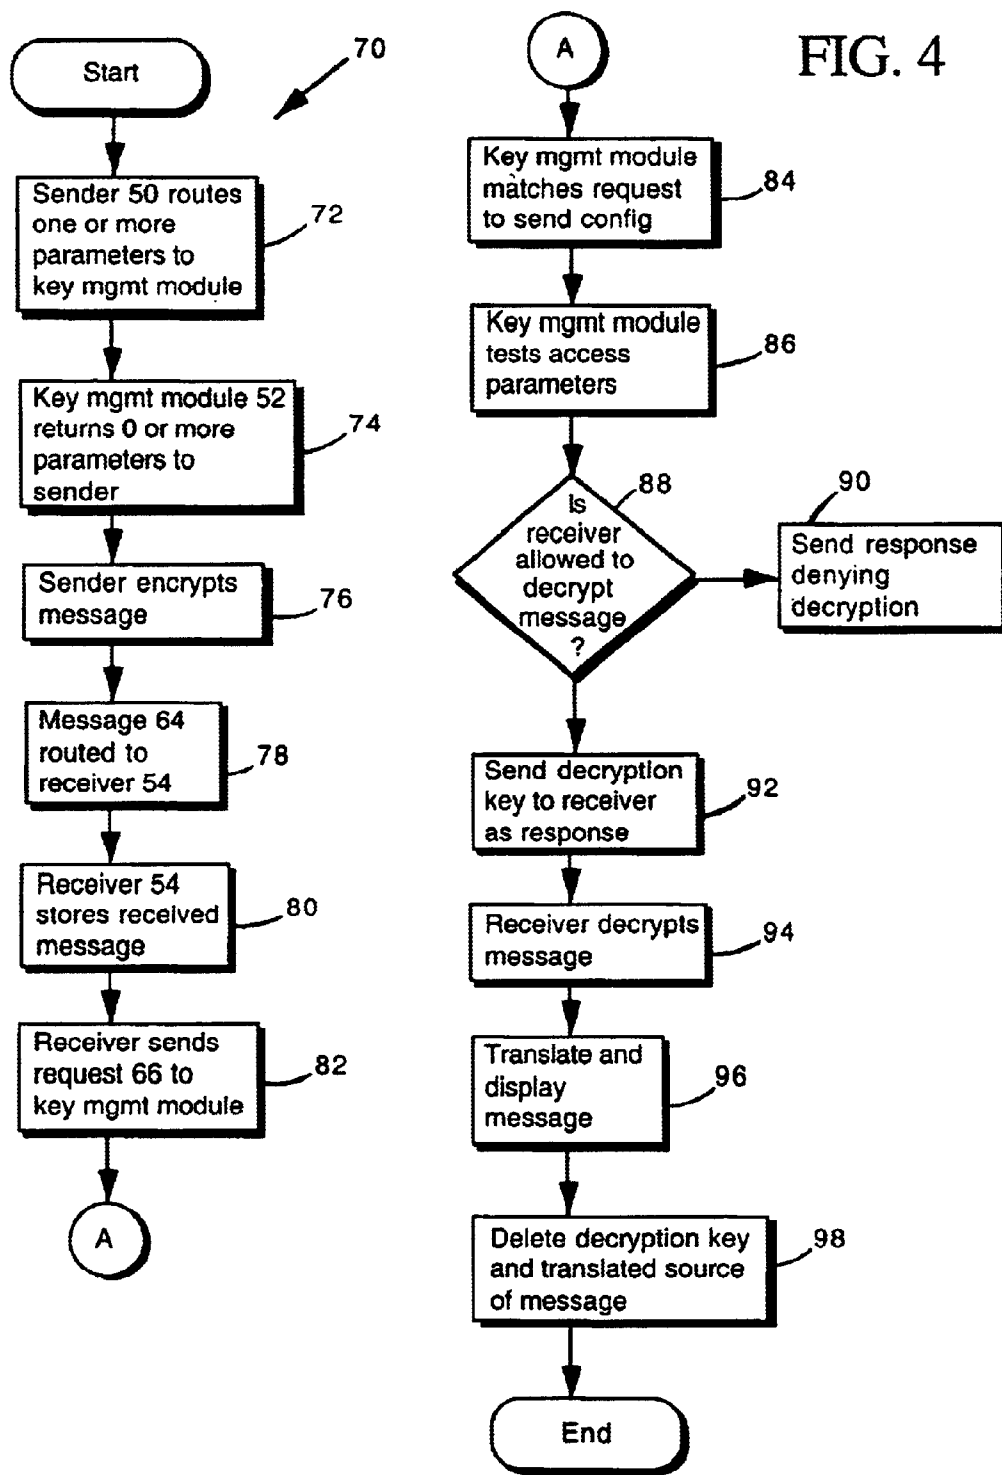 FIG. 4
70
Start
Sender 50 routes
one or more
parameters to
key mgmt module
72
Key mgmt module 52
returns 0 or more
parameters to
sender
74
Sender encrypts
message
76
Message 64
routed to
receiver 54
78
Receiver 54
stores received
message
80
Receiver sends
request 66 to
key mgmt module
82
A
A
Key mgmt module
matches request
to send config
84
Key mgmt module
tests access
parameters
86
Is
receiver
allowed to
decrypt
message
?
88
Send response
denying
decryption
90
Send decryption
key to receiver
as response
92
Receiver decrypts
message
94
Translate and
display
message
96
Delete decryption key
and translated source
of message
98
End